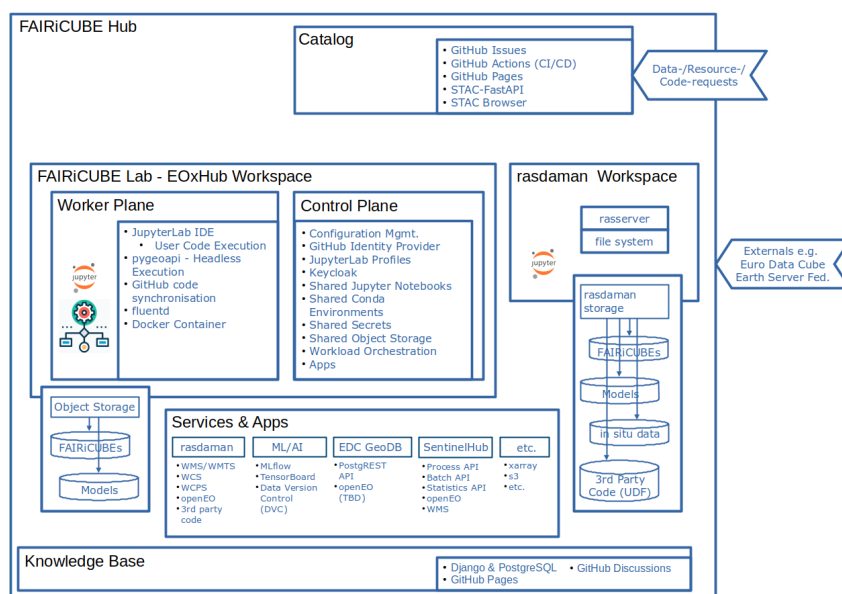 FAIRiCUBE Hub
Catalog
• GitHub Issues
• GitHub Actions (CI/CD)
• GitHub Pages
• STAC-FastAPI
• STAC Browser
Data-/Resource-/
Code-requests
FAIRiCUBE Lab - EOxHub Workspace
Worker Plane
• JupyterLab IDE
• User Code Execution
• pygeoapi - Headless
Execution
• GitHub code
synchronisation
• fluentd
• Docker Container
jupyter
Control Plane
• Configuration Mgmt.
• GitHub Identity Provider
• JupyterLab Profiles
• Keycloak
• Shared Jupyter Notebooks
• Shared Conda
Environments
• Shared Secrets
• Shared Object Storage
• Workload Orchestration
• Apps
rasdaman Workspace
rasserver
file system
jupyter
Externals e.g.
Euro Data Cube
Earth Server Fed.
rasdaman
storage
FAIRiCUBEs
Models
in situ data
3rd Party
Code (UDF)
Object Storage
FAIRiCUBEs
Models
Services & Apps
rasdaman
• WMS/WMTS
• WCS
• WCPS
• openEO
• 3rd party
code
ML/AI
• MLflow
• TensorBoard
• Data Version
Control
(DVC)
EDC GeoDB
• PostgREST
API
• openEO
(TBD)
SentinelHub
• Process API
• Batch API
• Statistics API
• openEO
• WMS
etc.
• xarray
• s3
• etc.
Knowledge Base
• Django & PostgreSQL
• GitHub Pages
• GitHub Discussions